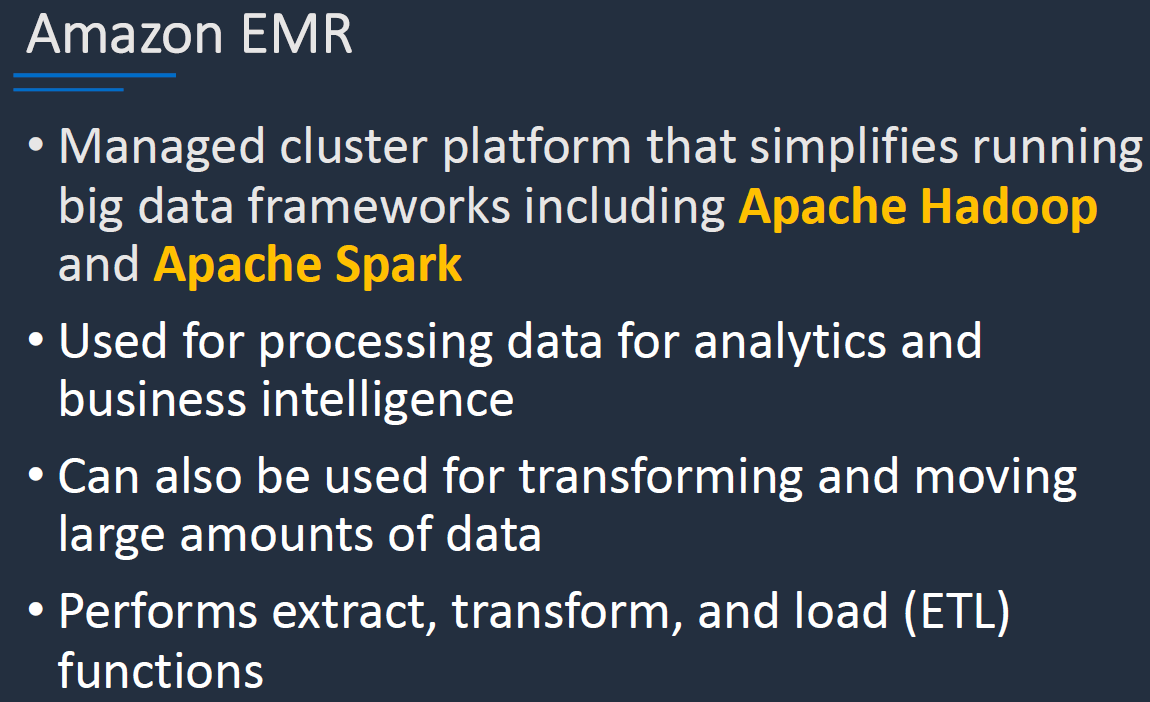 Amazon EMR
• Managed cluster platform that simplifies running
big data frameworks including Apache Hadoop
and Apache Spark
• Used for processing data for analytics and
business intelligence
• Can also be used for transforming and moving
large amounts of data
• Performs extract, transform, and load (ETL)
functions